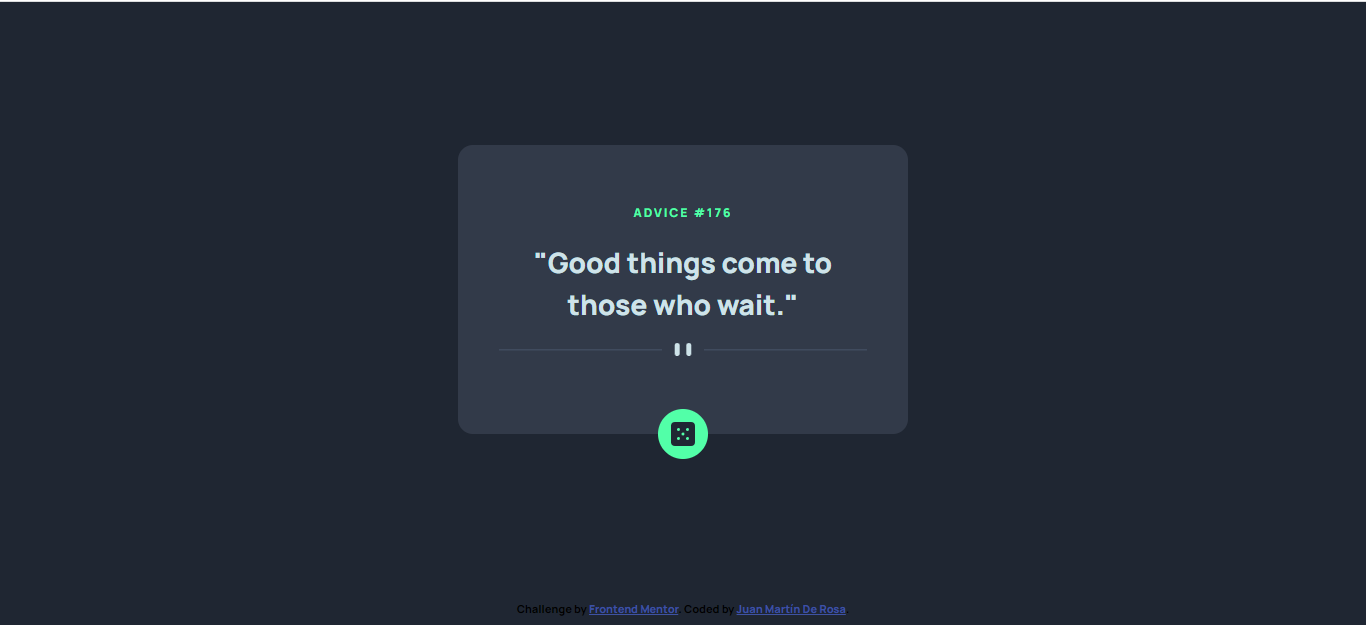 ADVICE #176
"Good things come to
those who wait."
Challenge by Frontend Mentor. Coded by Juan Martín De Rosa.